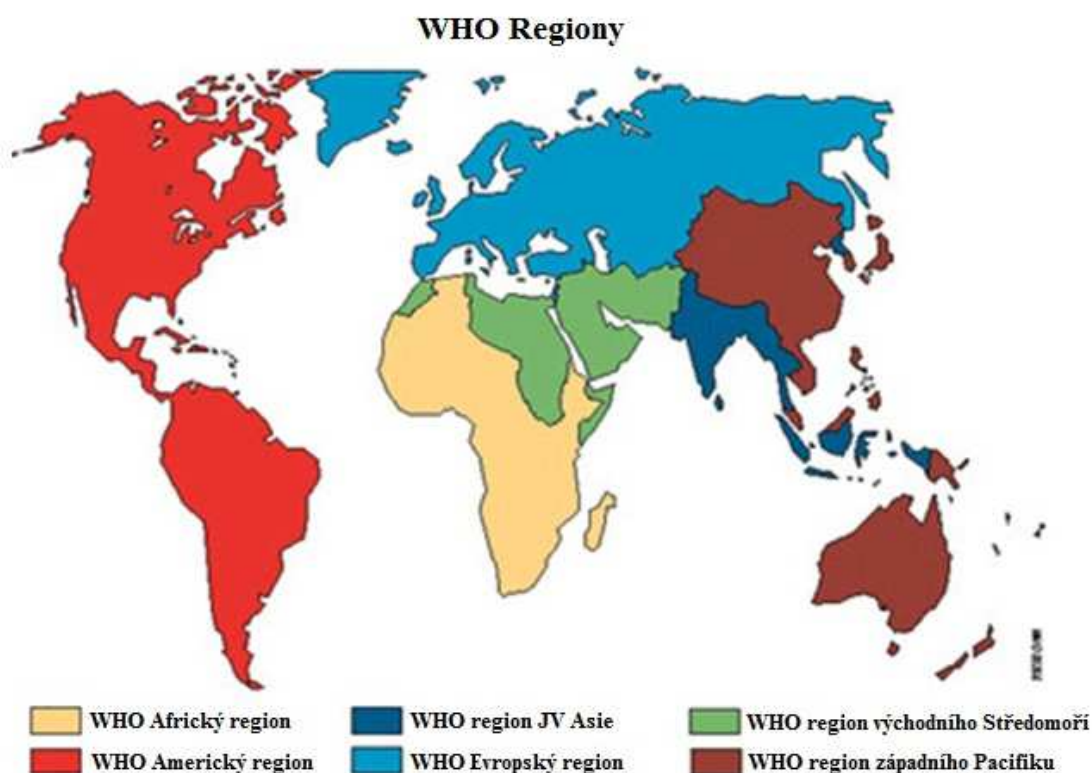 WHO Regiony
WHO Africký region
WHO region JV Asie
WHO region východního Středomoří
WHO Americký region
WHO Evropský region
WHO region západního Pacifiku